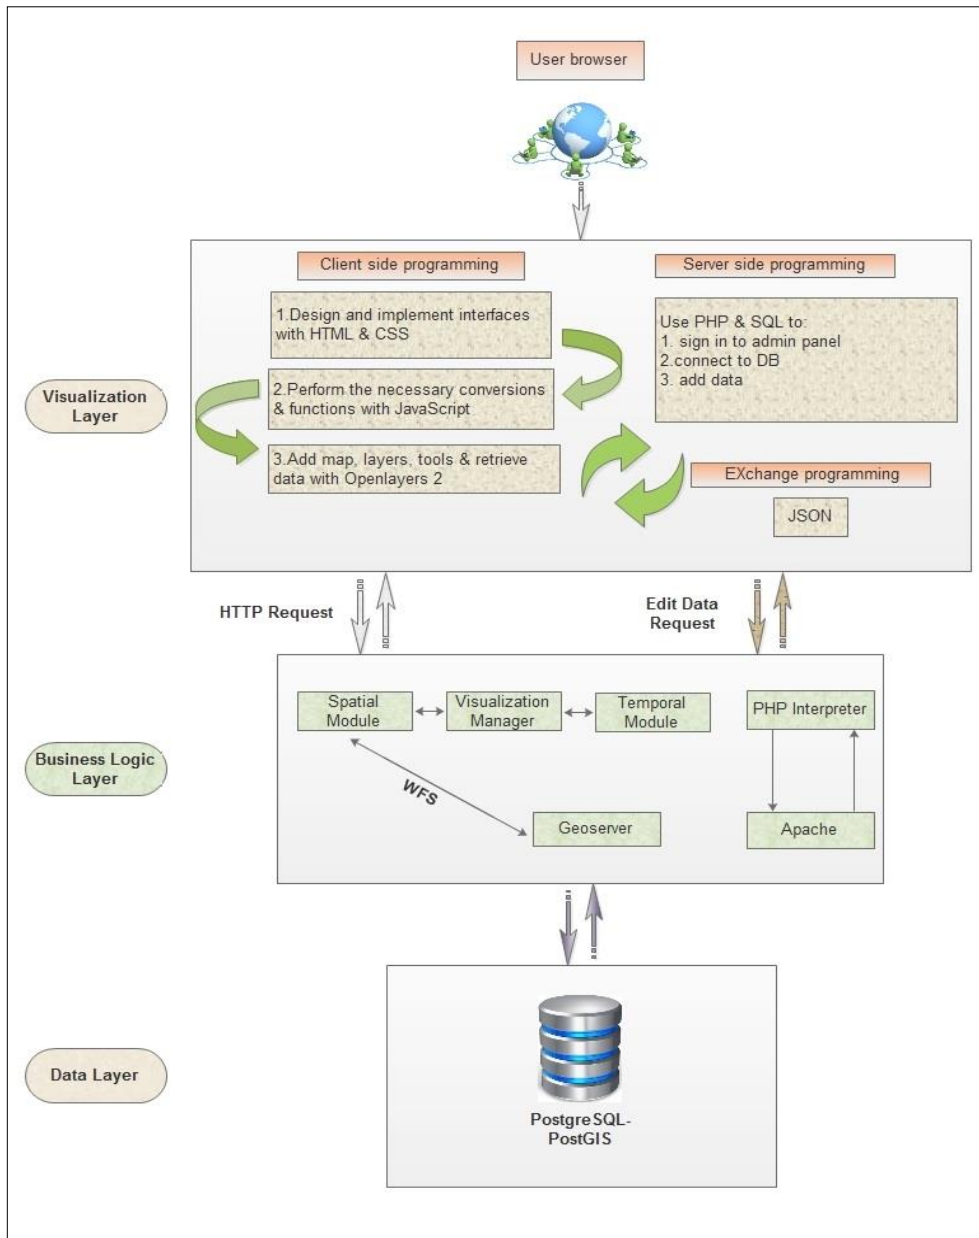 User browser
Client side programming
Server side programming
1.Design and implement interfaces
with HTML & CSS
Use PHP & SQL to:
1. sign in to admin panel
2.connect to DB
3. add data
Visualization
Layer
2.Perform the necessary conversions
& functions with JavaScript
3.Add map, layers, tools & retrieve
data with Openlayers 2
EXchange programming
JSON
HTTP Request
Edit Data
Request
Spatial
Module
Visualization
Manager
Temporal
Module
PHP Interpreter
Business Logic
Layer
WFS
Geoserver
Apache
Data Layer
PostgreSQL-
PostGIS